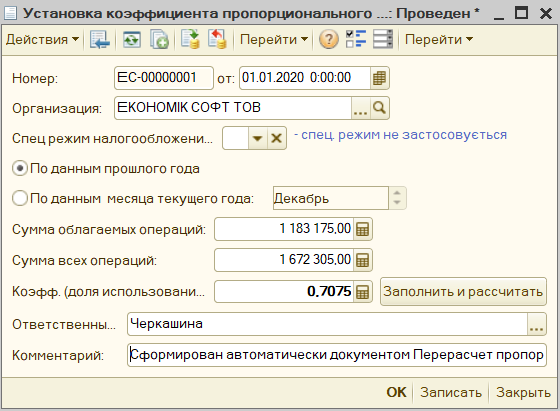 Установка коэффициента пропорционального ...: Проведен *
Действия Перейти Перейти
Номер: ЕС-00000001 от: 01.01.2020 0:00:00
Организация: ЕКОНОМІК СОФТ ТОВ ...
Спец режим налогообложени... - спец. режим не застосовується
По данным прошлого года
По данным месяца текущего года: Декабрь
Сумма облагаемых операций: 1 183 175,00
Сумма всех операций: 1 672 305,00
Коэфф. (доля использовани... 0,7075 Заполнить и рассчитать
Ответственны... Черкашина ...
Комментарий: Сформирован автоматически документом Перерасчет пропор
ОК Записать Закрыть